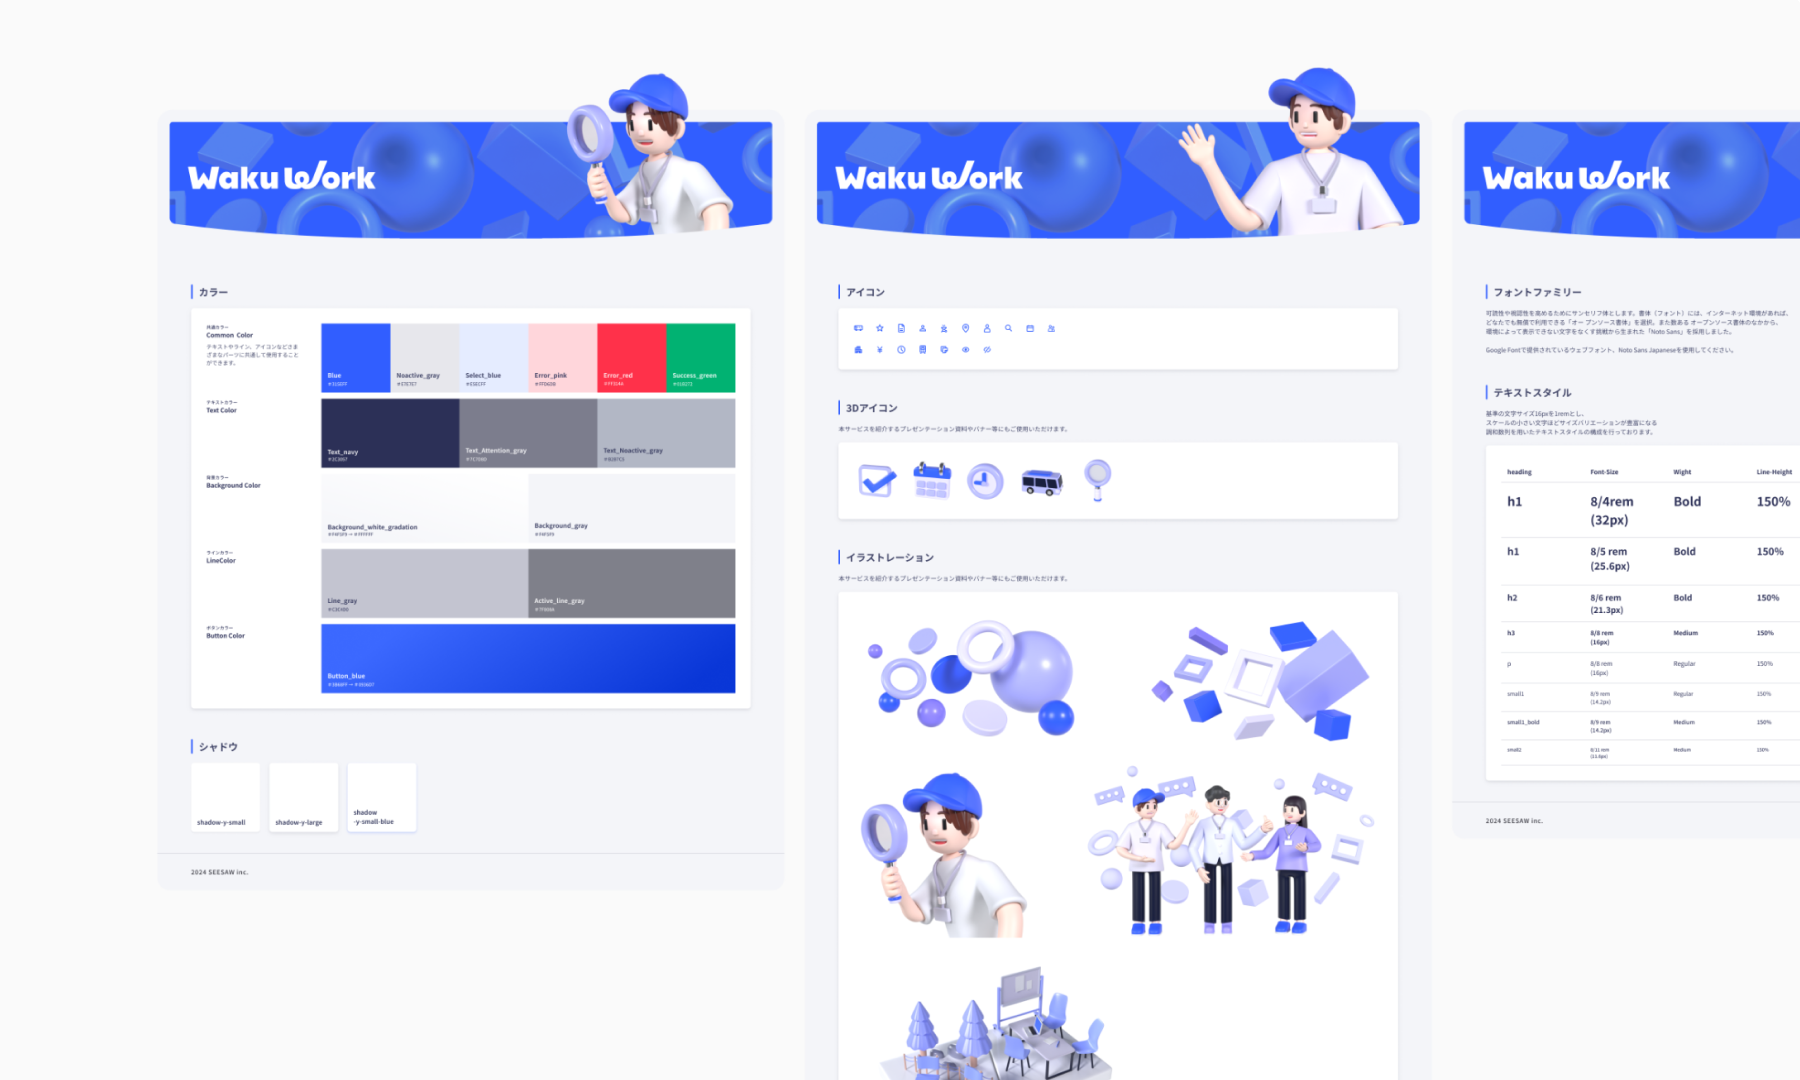 Waku Work
カラー
共通カラー
Common Color
テキストやライン、アイコンなどさま
ざまなパーツに共通して使用すること
ができます。
Blue
Noactive_gray
#E7E7E7
Select_blue
Error_pink
Error_red
Success_green
テキストカラー
Text Color
Text_navy
Text_Attention_gray
Text_Noactive_gray
背景カラー
Background Color
Background_white_gradation
Background_gray
ラインカラー
LineColor
Line_gray
Active_line_gray
ボタンカラー
Button Color
Button_blue
シャドウ
shadow-y-small
shadow-y-large
shadow
-y-small-blue
2024 SEESAW inc.
Waku Work
アイコン
3Dアイコン
本サービスを紹介するプレゼンテーション資料やバナー等にもご使用いただけます。
イラストレーション
本サービスを紹介するプレゼンテーション資料やバナー等にもご使用いただけます。
Waku Work
フォントファミリー
可読性や視認性を高めるためにサンセリフ体とします。書体（フォント）には、インターネット環境があれば、
どなたでも無償で利用できる「オープンソース書体」を選択。また数ある オープンソース書体のなかから、
環境によって表示できない文字をなくす挑戦から生まれた「Noto Sans」を採用しました。
Google Fontで提供されているウェブフォント、Noto Sans Japaneseを使用してください。
テキストスタイル
基準の文字サイズ16pxを1remとし、
スケールの小さい文字ほどサイズバリエーションが豊富になる
調和数列を用いたテキストスタイルの構成を行っております。
heading Font-Size Wight Line-Height
h1 8/4rem Bold 150%
(32px)
h1 8/5 rem Bold 150%
(25.6px)
h2 8/6 rem Bold 150%
(21.3px)
h3 8/8 rem Medium 150%
(16px)
p 8/8 rem Regular 150%
(16px)
small1 8/9 rem Regular 150%
(14.2px)
small1_bold 8/9 rem Medium 150%
(14.2px)
small2 8/11 rem Medium 150%
2024 SEESAW inc.